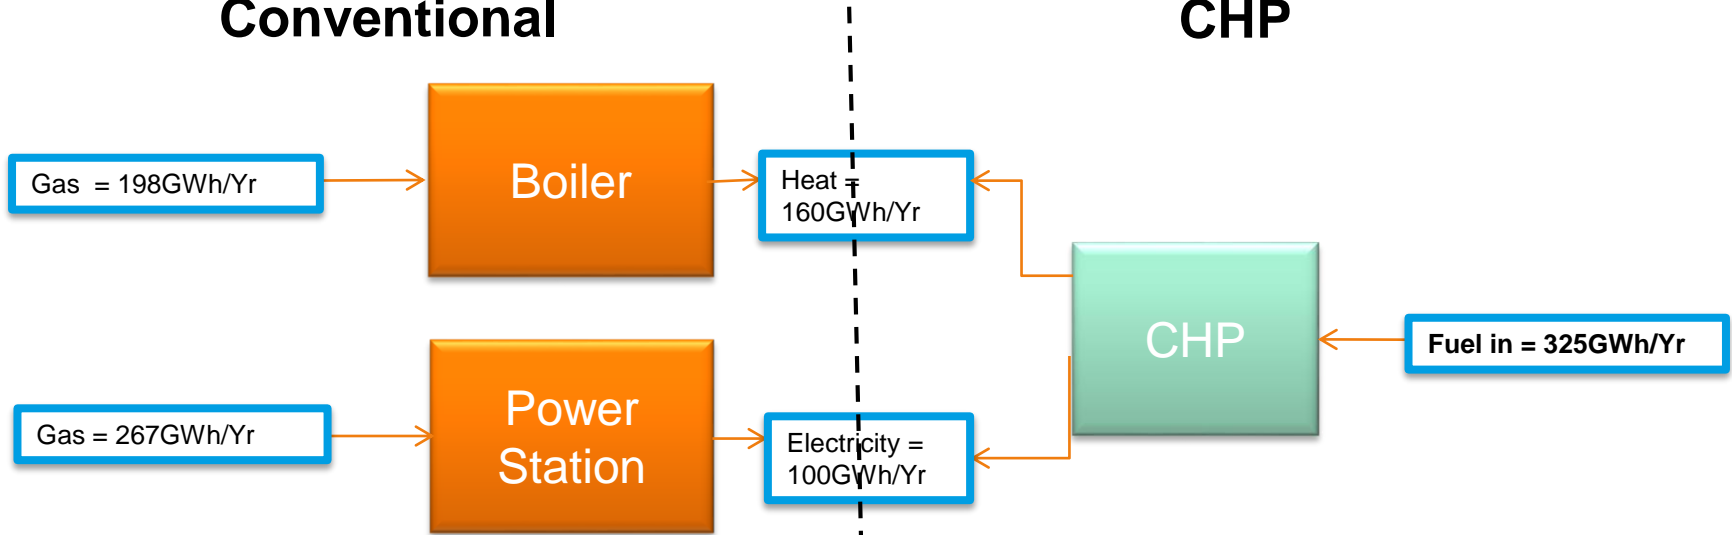 Conventional
CHP
Gas = 198GWh/Yr
Boiler
Heat =
160GWh/Yr
CHP
Fuel in = 325GWh/Yr
Gas = 267GWh/Yr
Power
Station
Electricity =
100GWh/Yr